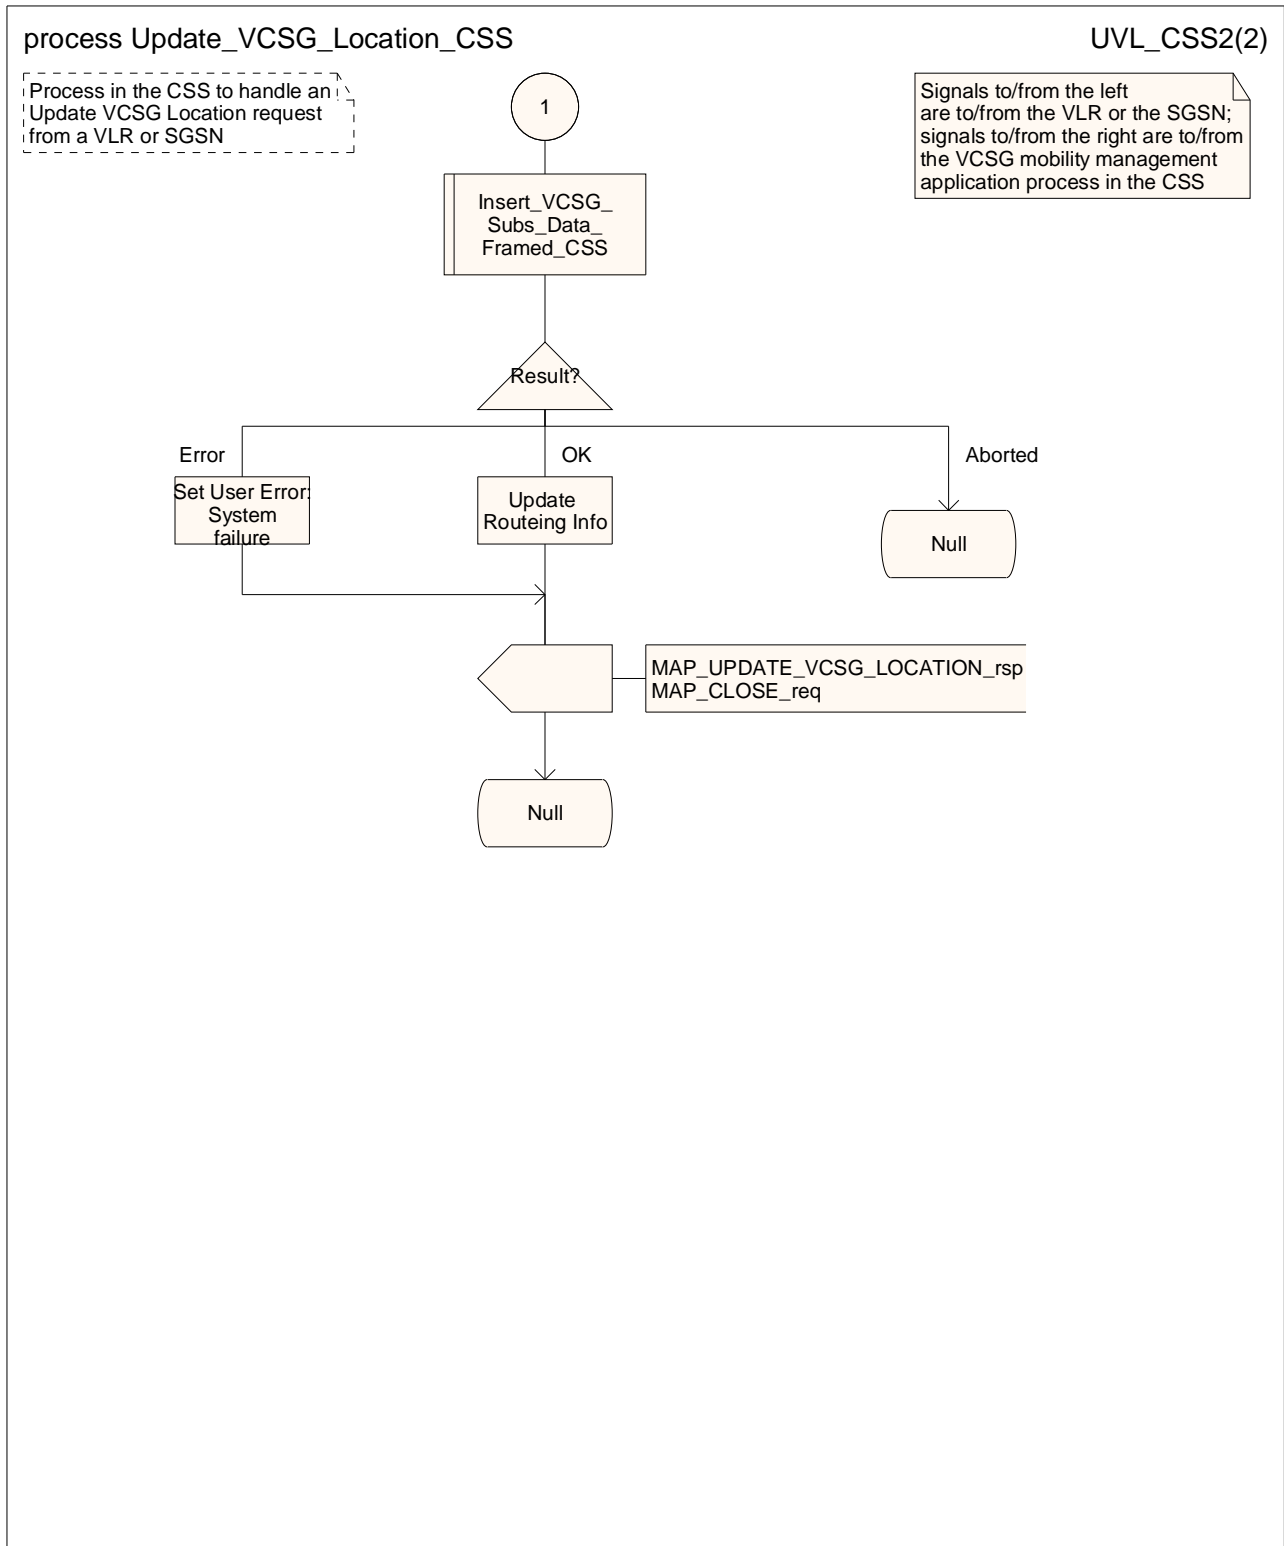 process Update_VCSG_Location_CSS
UVL_CSS2(2)
Process in the CSS to handle an
Update VCSG Location request
from a VLR or SGSN
1
Signals to/from the left
are to/from the VLR or the SGSN;
signals to/from the right are to/from
the VCSG mobility management
application process in the CSS
Insert_VCSG_
Subs_Data_
Framed_CSS
Result?
Error
OK
Aborted
Set User Error:
System
failure
Update
Routeing Info
Null
MAP_UPDATE_VCSG_LOCATION_rsp
MAP_CLOSE_req
Null